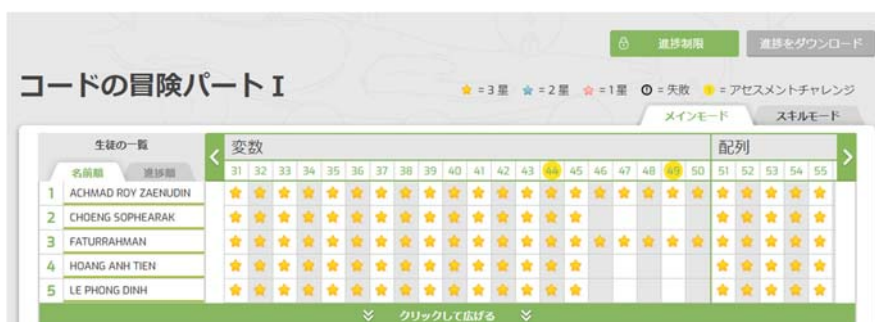 進捗制限 進捗をダウンロード
コードの冒険パート I
= 3 星 = 2 星 = 1 星 = 失敗 = アセスメントチャレンジ
メインモード スキルモード
生徒の一覧 変数 配列
名前順 進捗順 31 32 33 34 35 36 37 38 39 40 41 42 43 44 45 46 47 48 49 50 51 52 53 54 55
1 ACHMAD ROY ZAENUDIN
2 CHOENG SOPHEARAK
3 FATURRAHMAN
4 HOANG ANH TIEN
5 LE PHONG DINH
クリックして広げる